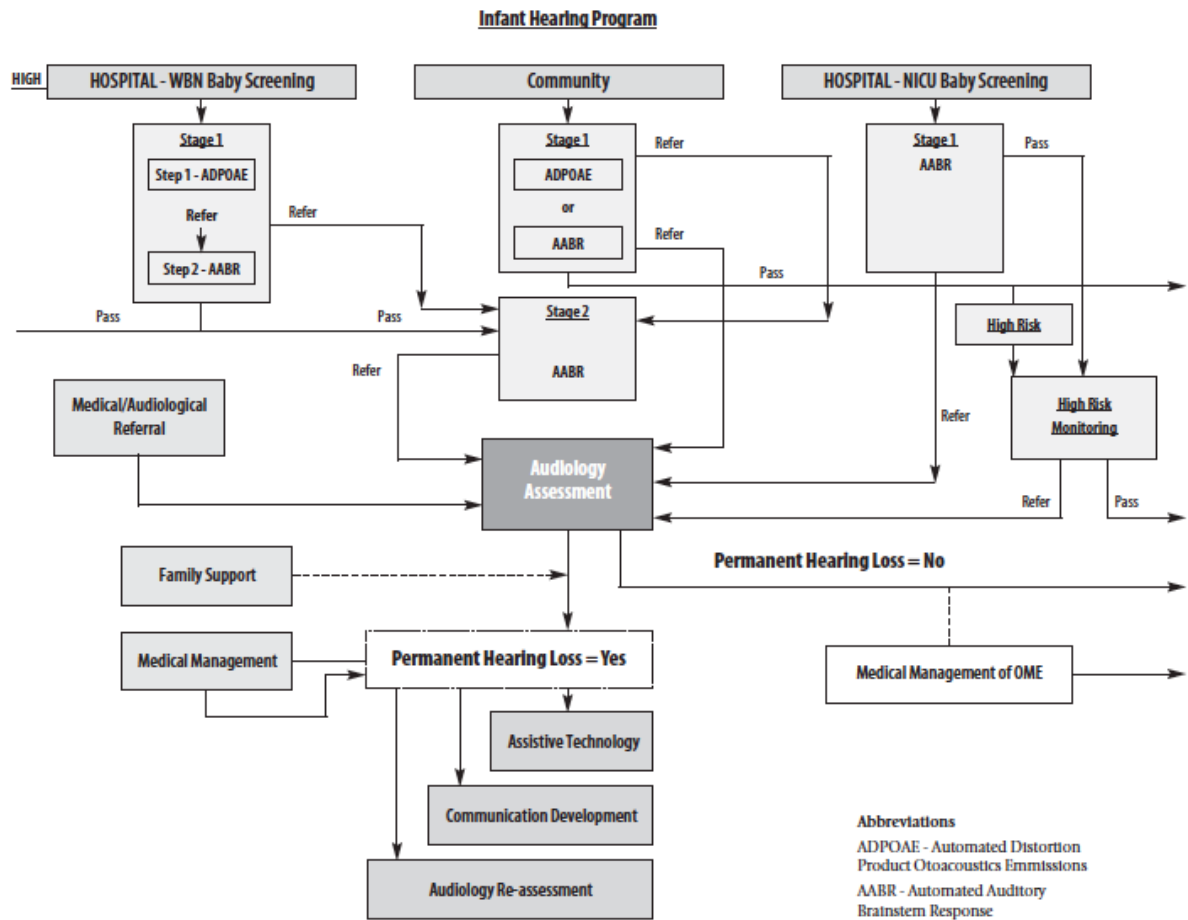 Infant Hearing Program
HIGH
HOSPITAL - WBN Baby Screening
Community
HOSPITAL - NICU Baby Screening
Stage 1
Step 1 - ADPOAE
Refer
Step 2 - AABR
Refer
Pass
Pass
Stage 1
ADPOAE
or
AABR
Refer
Refer
Pass
Stage 1
AABR
Pass
Refer
Stage 2
AABR
Refer
High Risk
High Risk
Monitoring
Refer
Pass
Medical/Audiological
Referral
Audiology
Assessment
Family Support
Permanent Hearing Loss = No
Medical Management
Permanent Hearing Loss = Yes
Medical Management of OME
Assistive Technology
Communication Development
Audiology Re-assessment
Abbreviations
ADPOAE - Automated Distortion
Product Otoacoustics Emmissions
AABR - Automated Auditory
Brainstem Response